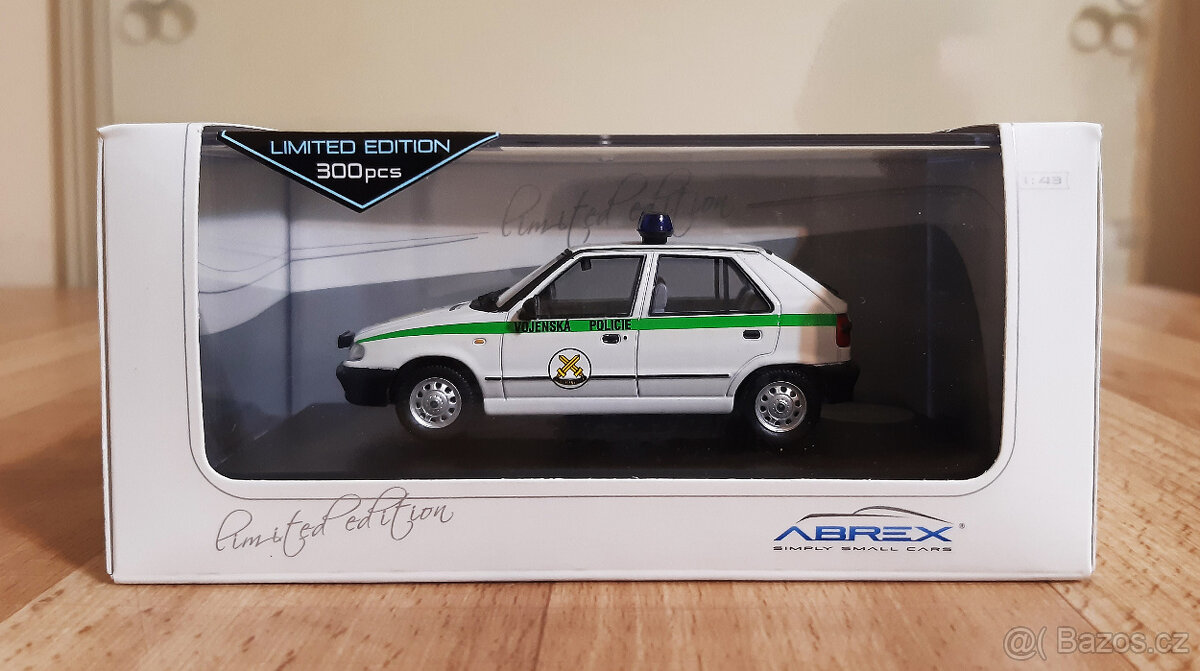 LIMITED EDITION
300pcs
limited edition
1:43
VOJENSKÁ POLICIE
limited edition
ABREX®
SIMPLY SMALL CARS
@( Bazos.cz